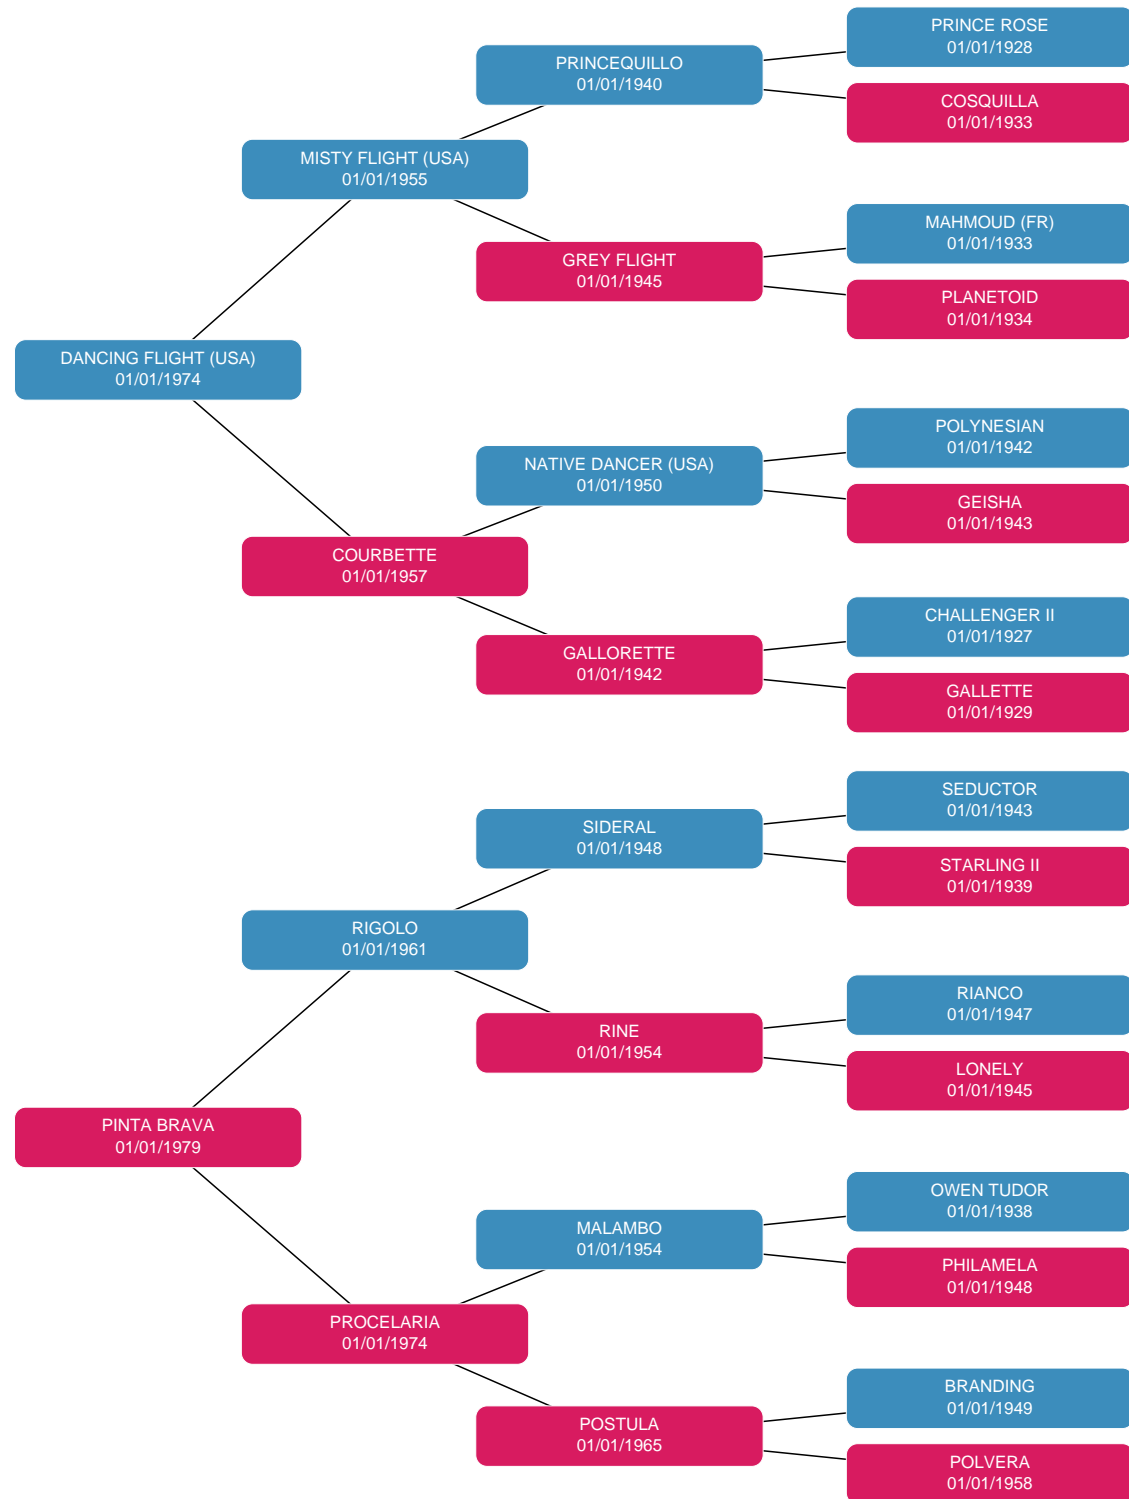 PRINCE ROSE
01/01/1928
PRINCEQUILLO
01/01/1940
COSQUILLA
01/01/1933
MISTY FLIGHT (USA)
01/01/1955
MAHMOUD (FR)
01/01/1933
GREY FLIGHT
01/01/1945
PLANETOID
01/01/1934
DANCING FLIGHT (USA)
01/01/1974
POLYNESIAN
01/01/1942
NATIVE DANCER (USA)
01/01/1950
GEISHA
01/01/1943
COURBETTE
01/01/1957
CHALLENGER II
01/01/1927
GALLORETTE
01/01/1942
GALLETTE
01/01/1929
SEDUCTOR
01/01/1943
SIDERAL
01/01/1948
STARLING II
01/01/1939
RIGOLO
01/01/1961
RIANCO
01/01/1947
RINE
01/01/1954
LONELY
01/01/1945
PINTA BRAVA
01/01/1979
OWEN TUDOR
01/01/1938
MALAMBO
01/01/1954
PHILAMELA
01/01/1948
PROCELARIA
01/01/1974
BRANDING
01/01/1949
POSTULA
01/01/1965
POLVERA
01/01/1958